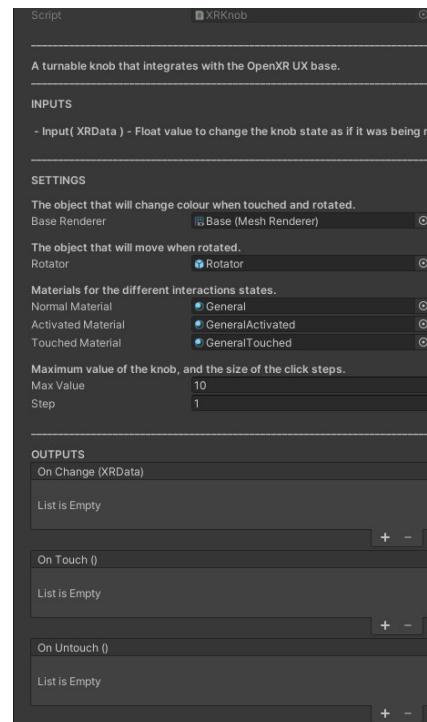 Script XRKnob
A turnable knob that integrates with the OpenXR UX base.
INPUTS
- Input( XRData ) - Float value to change the knob state as if it was being
SETTINGS
The object that will change colour when touched and rotated.
Base Renderer Base (Mesh Renderer)
The object that will move when rotated.
Rotator Rotator
Materials for the different interactions states.
Normal Material General
Activated Material GeneralActivated
Touched Material GeneralTouched
Maximum value of the knob, and the size of the click steps.
Max Value 10
Step 1
OUTPUTS
On Change (XRData)
List is Empty
+ −
On Touch ()
List is Empty
+ −
On Untouch ()
List is Empty
+ −